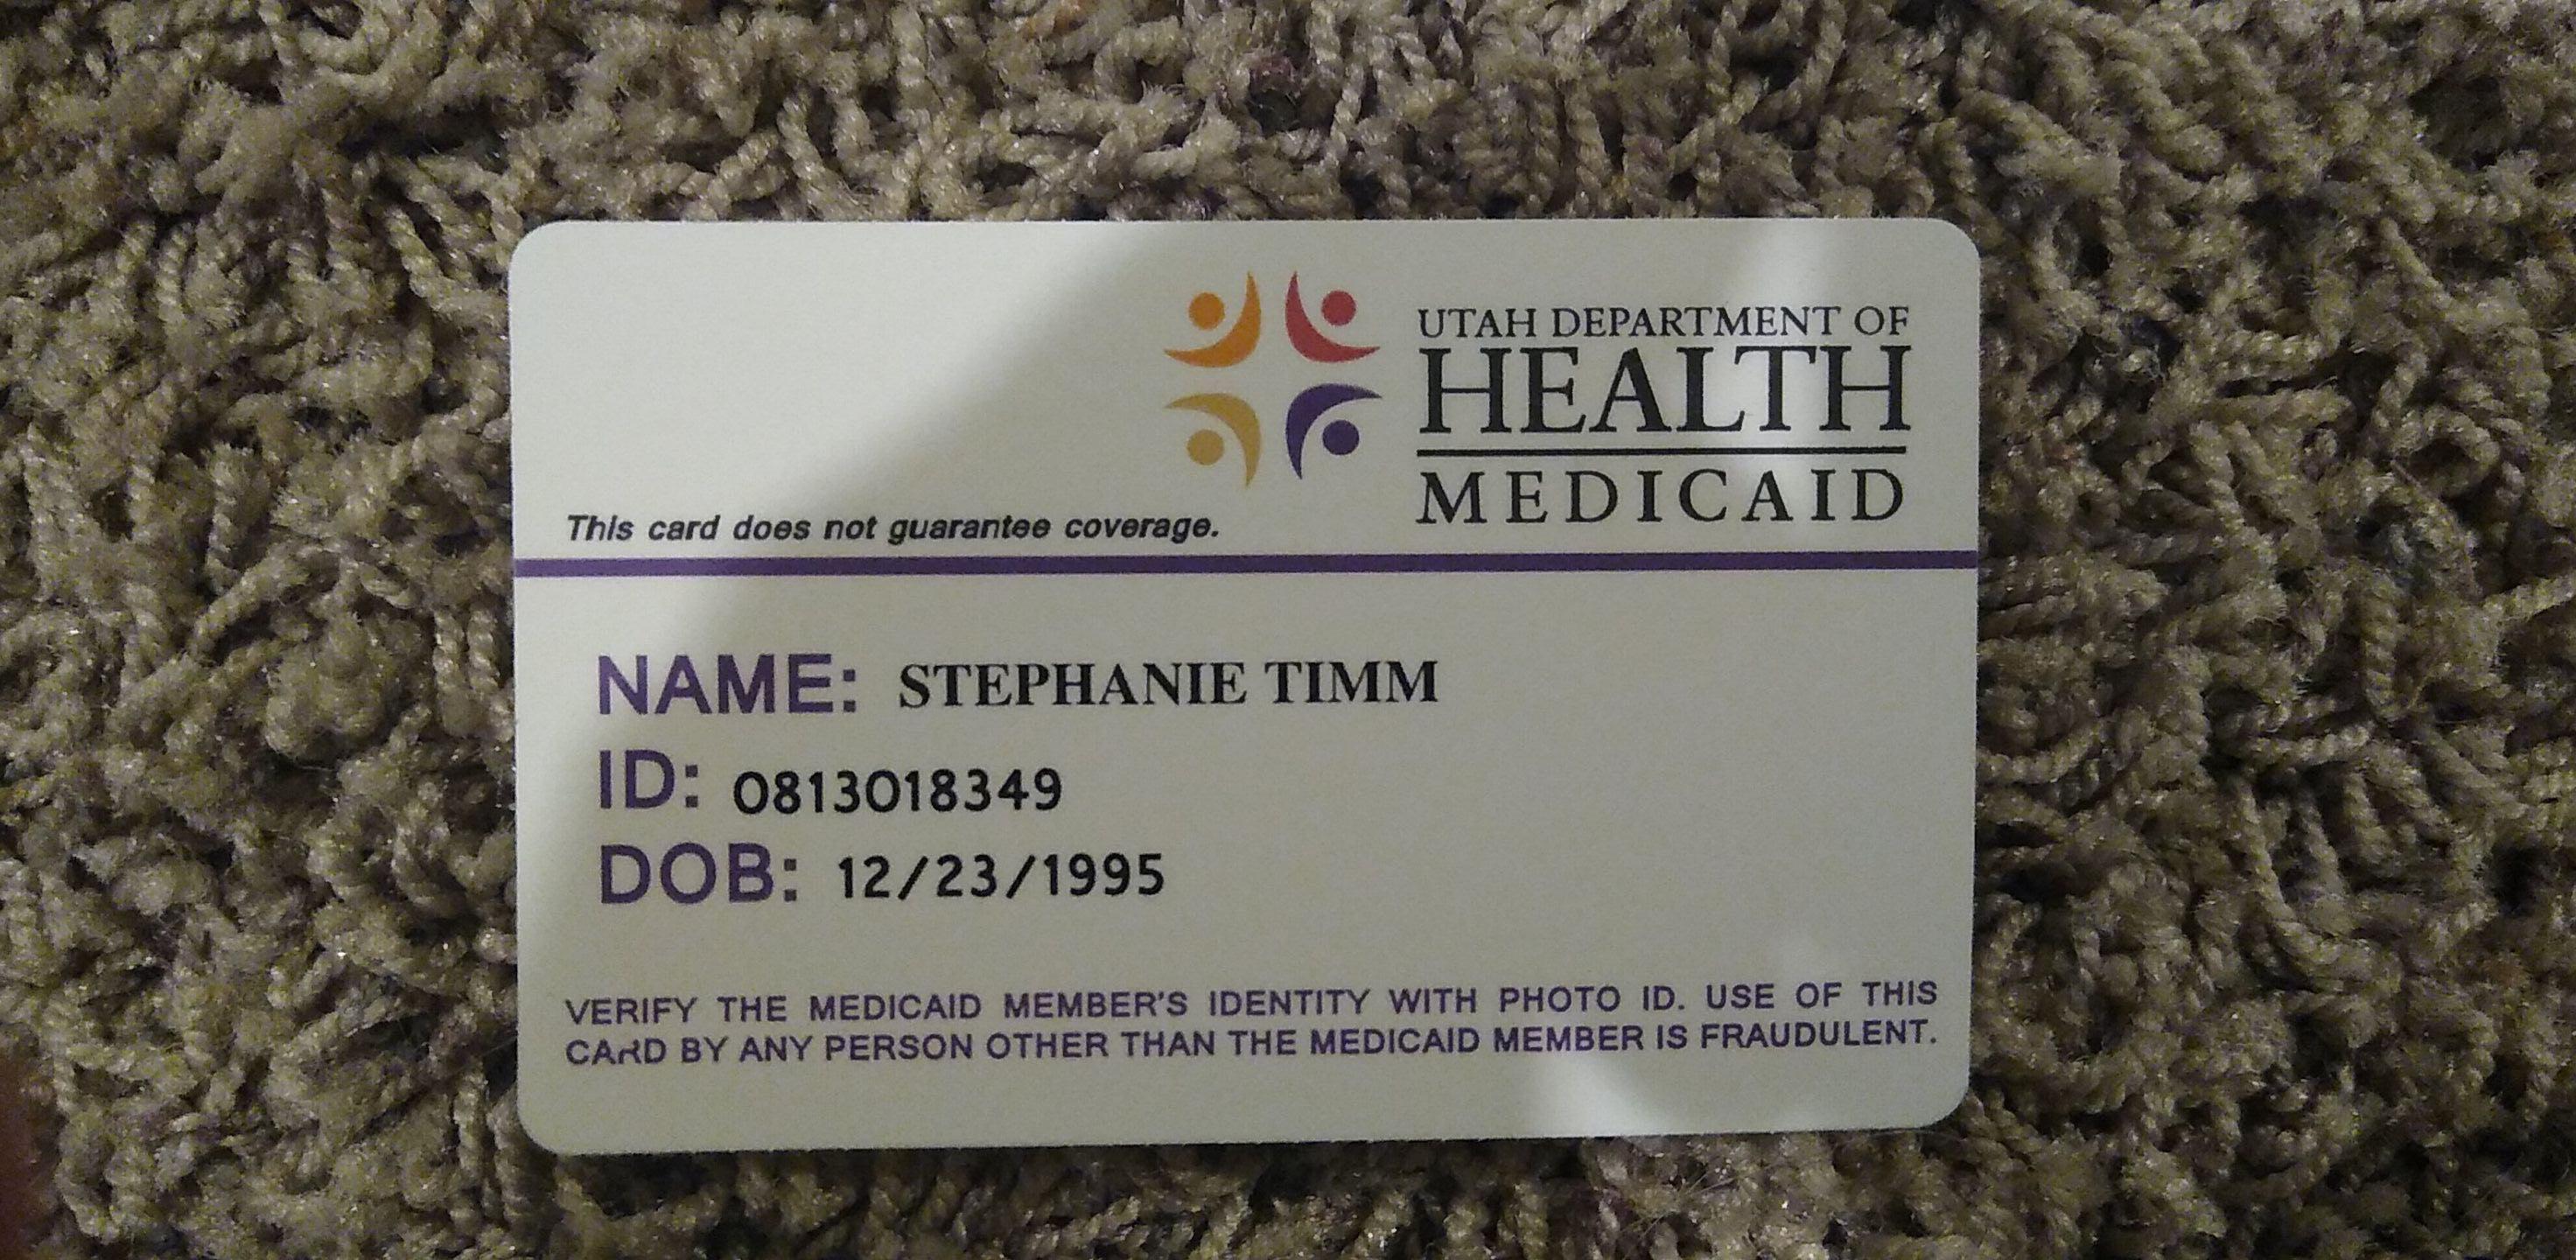 UTAH DEPARTMENT OF
HEALTH
MEDICAID
This card does not guarantee coverage.
NAME: STEPHANIE TIMM
ID: 0813018349
DOB: 12/23/1995
VERIFY THE MEDICAID MEMBER'S IDENTITY WITH PHOTO ID. USE OF THIS
CARD BY ANY PERSON OTHER THAN THE MEDICAID MEMBER IS FRAUDULENT.